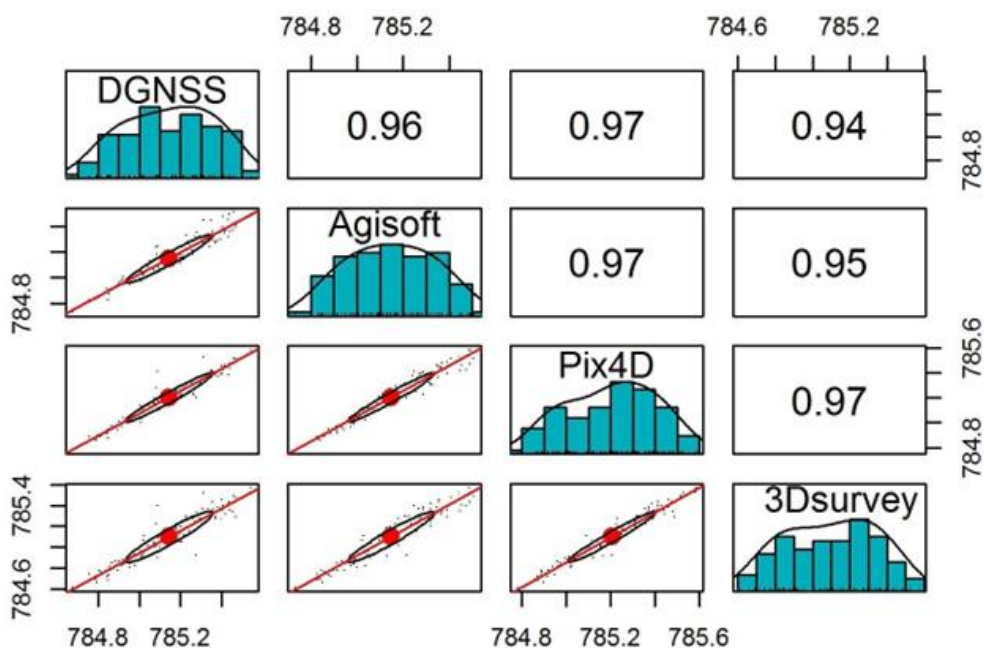 784.8 785.2 784.6 785.2
DGNSS 0.96 0.97 0.94 784.8
784.8 Agisoft 0.97 0.95
Pix4D 0.97 784.8 785.6
784.6 785.4 3Dsurvey
784.8 785.2 784.8 785.2 785.6